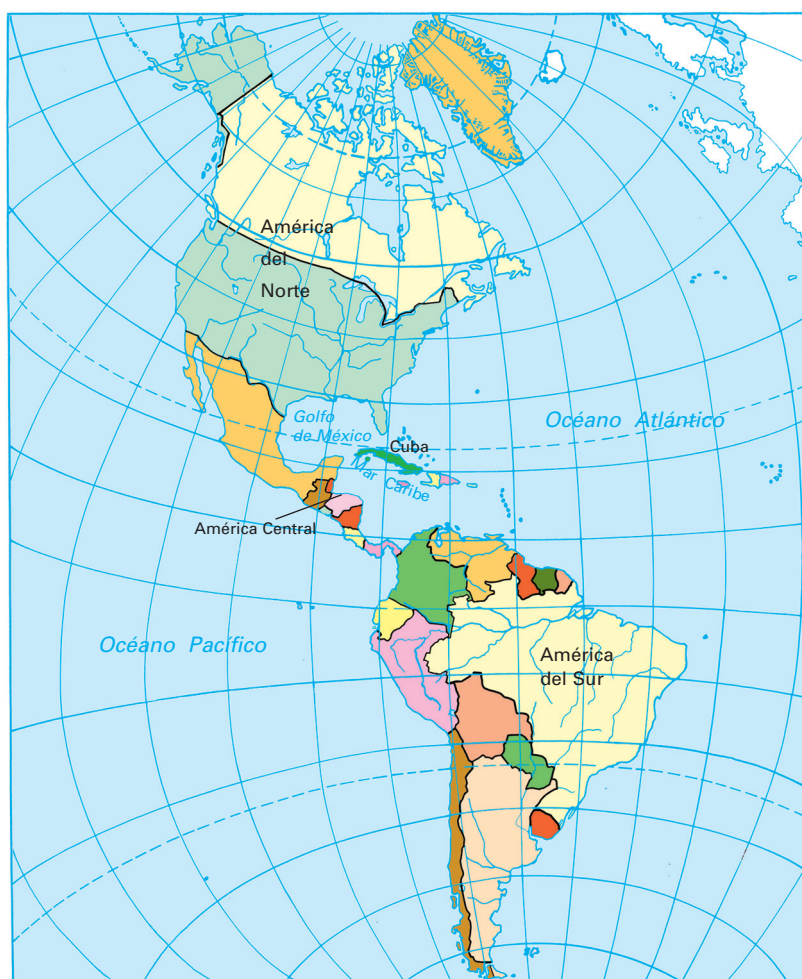 América
del
Norte
Golfo
de México
Océano Atlántico
Cuba
Mar Caribe
América Central
Océano Pacífico
América
del Sur